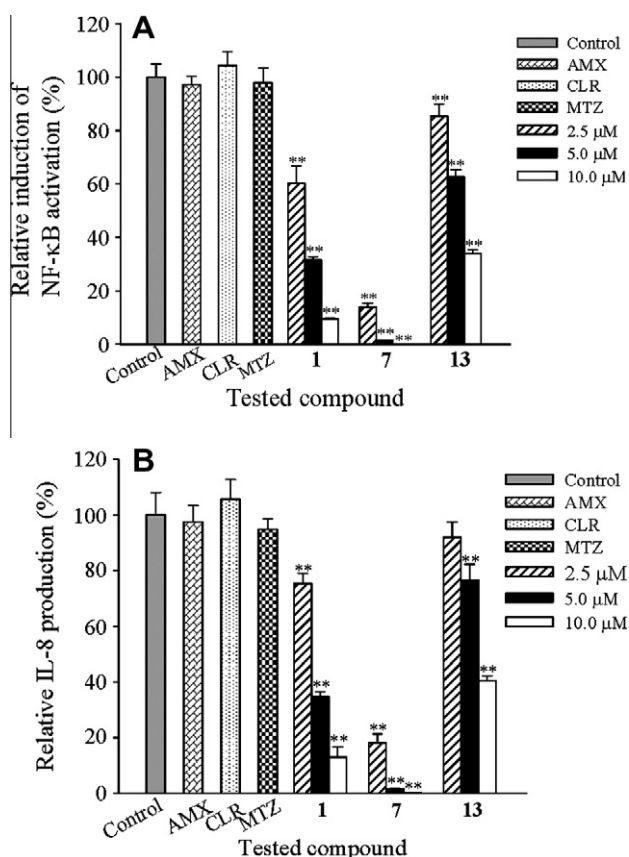 A
Relative induction of
NF-κB activation (%)
120
100
80
60
40
20
0
**
**
**
**
**
**
**
**
**
Control
AMX
CLR
MTZ
1
7
13
Tested compound
Control
AMX
CLR
MTZ
2.5 μM
5.0 μM
10.0 μM
B
Relative IL-8 production (%)
120
100
80
60
40
20
0
**
**
**
**
**
**
**
**
Control
AMX
CLR
MTZ
1
7
13
Tested compound
Control
AMX
CLR
MTZ
2.5 μM
5.0 μM
10.0 μM